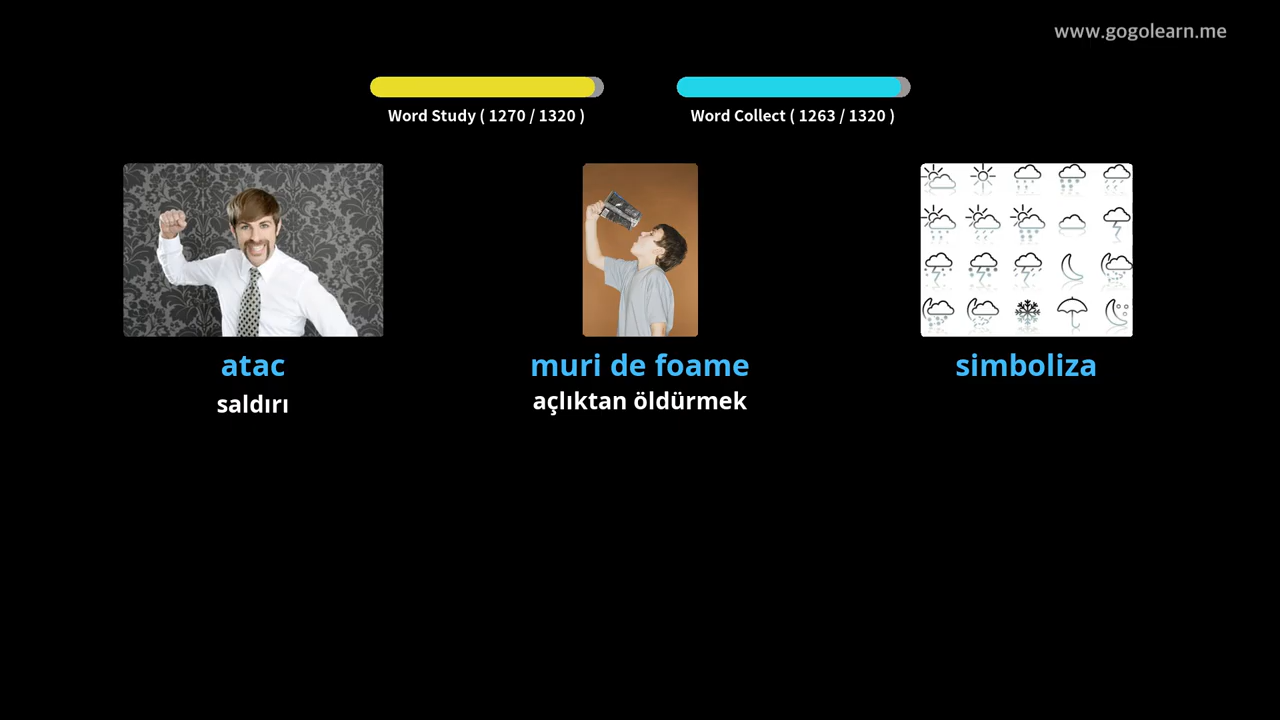 www.gogolearn.me
Word Study ( 1270 / 1320 )
Word Collect ( 1263 / 1320 )
atac
muri de foame
simboliza
saldırı
açlıktan öldürmek